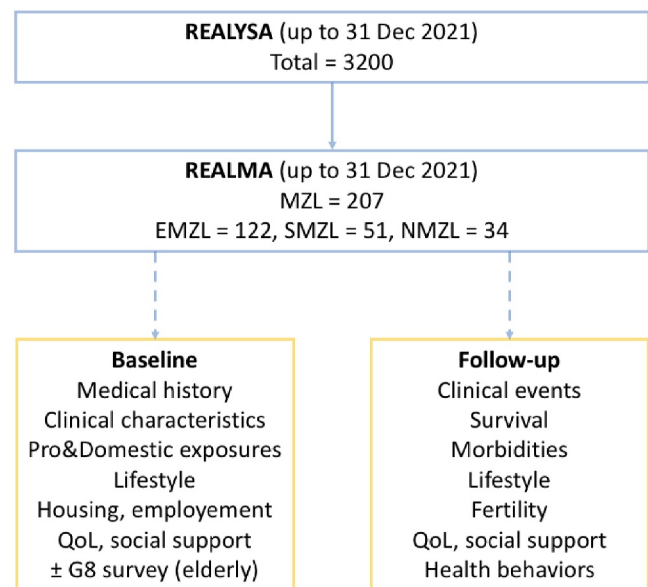 REALYSA (up to 31 Dec 2021)
Total = 3200
REALMA (up to 31 Dec 2021)
MZL = 207
EMZL = 122, SMZL = 51, NMZL = 34
Baseline
Medical history
Clinical characteristics
Pro&Domestic exposures
Lifestyle
Housing, employement
QoL, social support
± G8 survey (elderly)
Follow-up
Clinical events
Survival
Morbidities
Lifestyle
Fertility
QoL, social support
Health behaviors